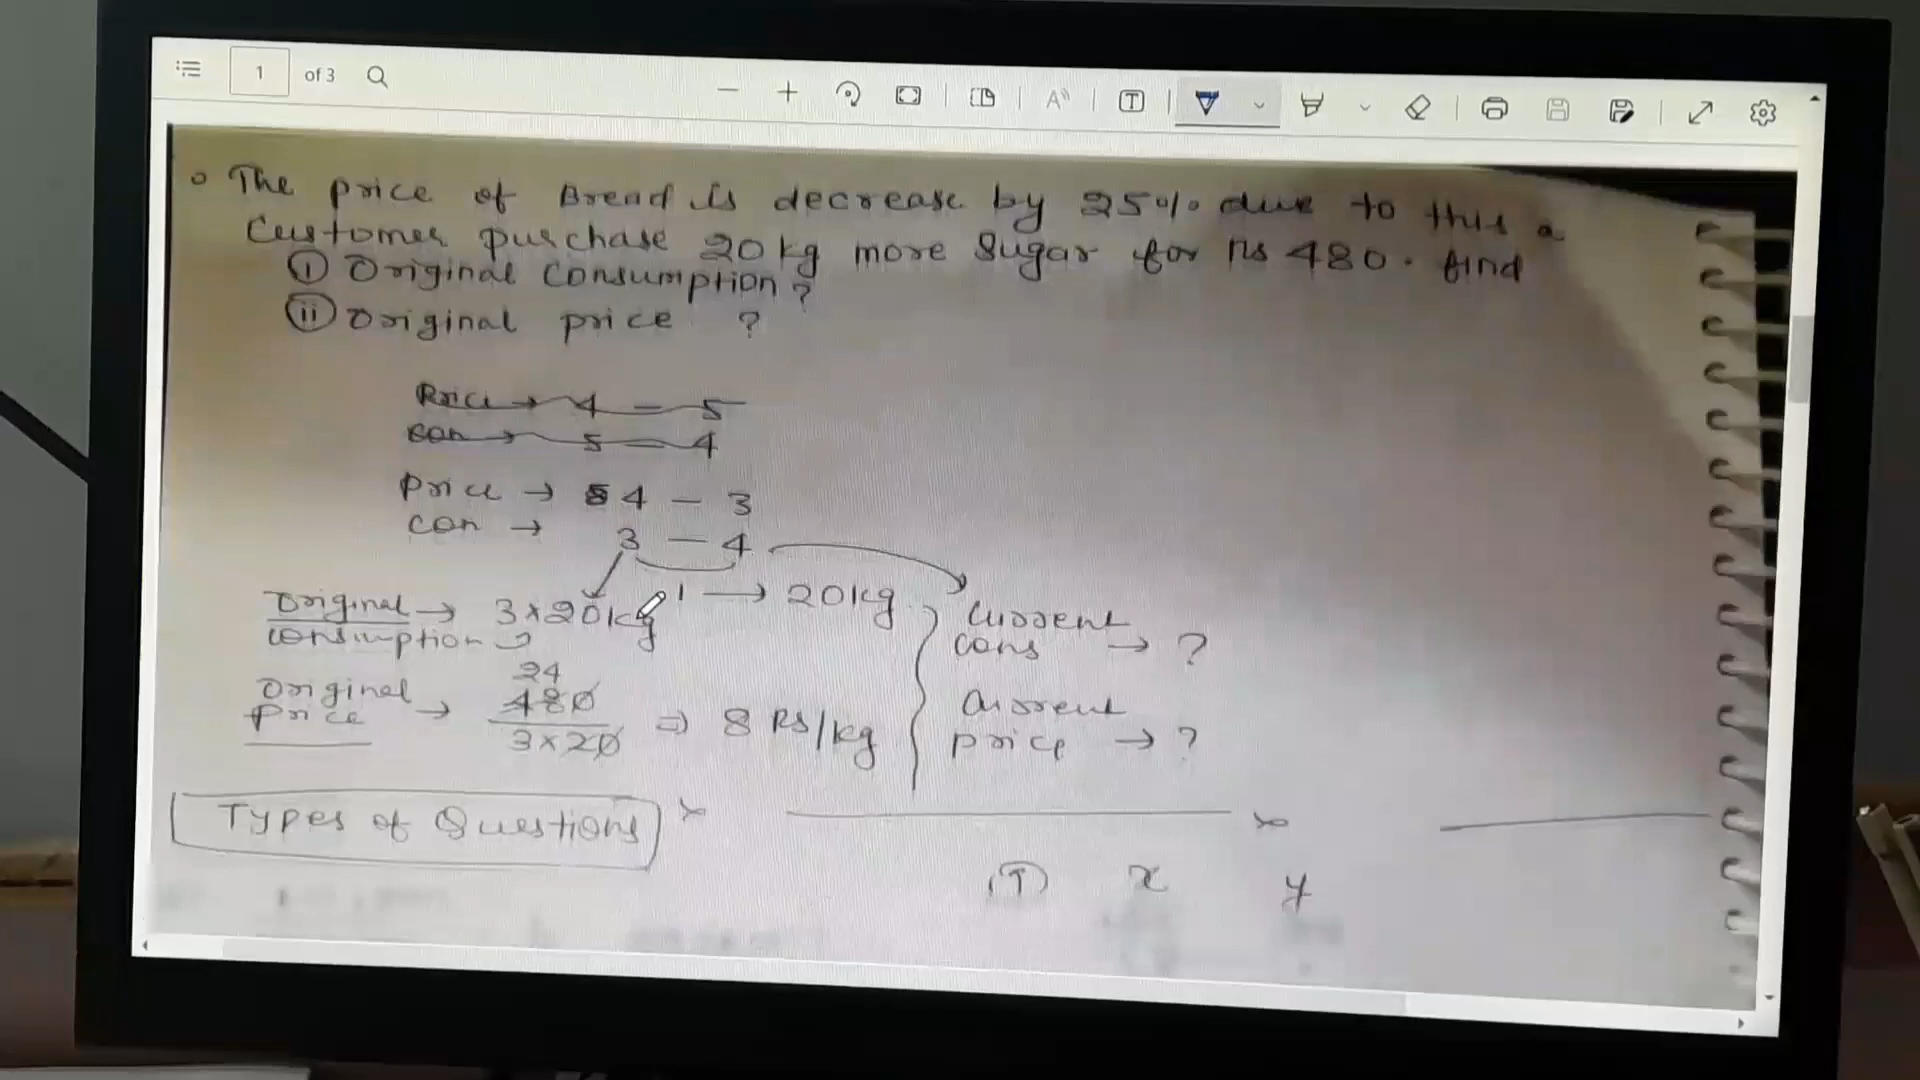 1 of 3
The price of Bread is decrease by 25% due to this a
Customer purchase 20 kg more Sugar for Rs 480. find
(i) Original Consumption?
(ii) Original price ?
Price → 4 – 5
con → 5 – 4
Price → 4 – 3
con → 3 – 4
1 → 20kg
Original consumption → 3×20kg
Current cons → ?
24
Original Price → 480 / 3×20 ⇒ 8 Rs/kg
Current price → ?
Types of Questions
(T) x y